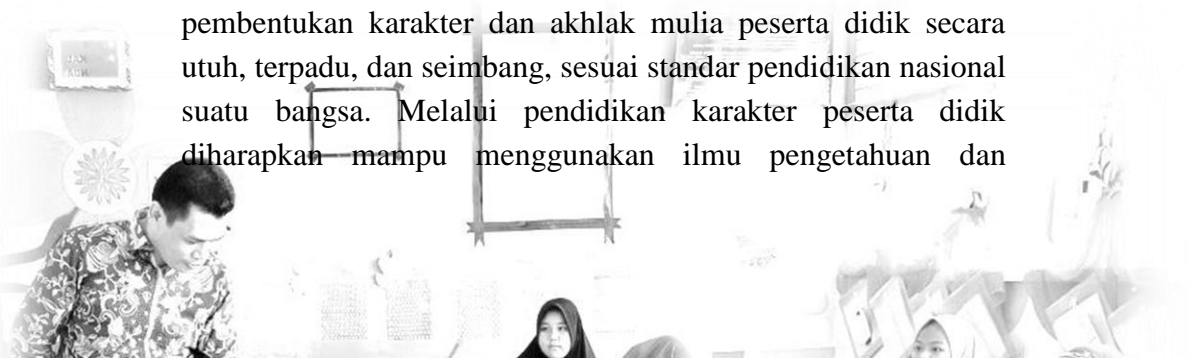 pembentukan karakter dan akhlak mulia peserta didik secara
utuh, terpadu, dan seimbang, sesuai standar pendidikan nasional
suatu bangsa. Melalui pendidikan karakter peserta didik
diharapkan mampu menggunakan ilmu pengetahuan dan